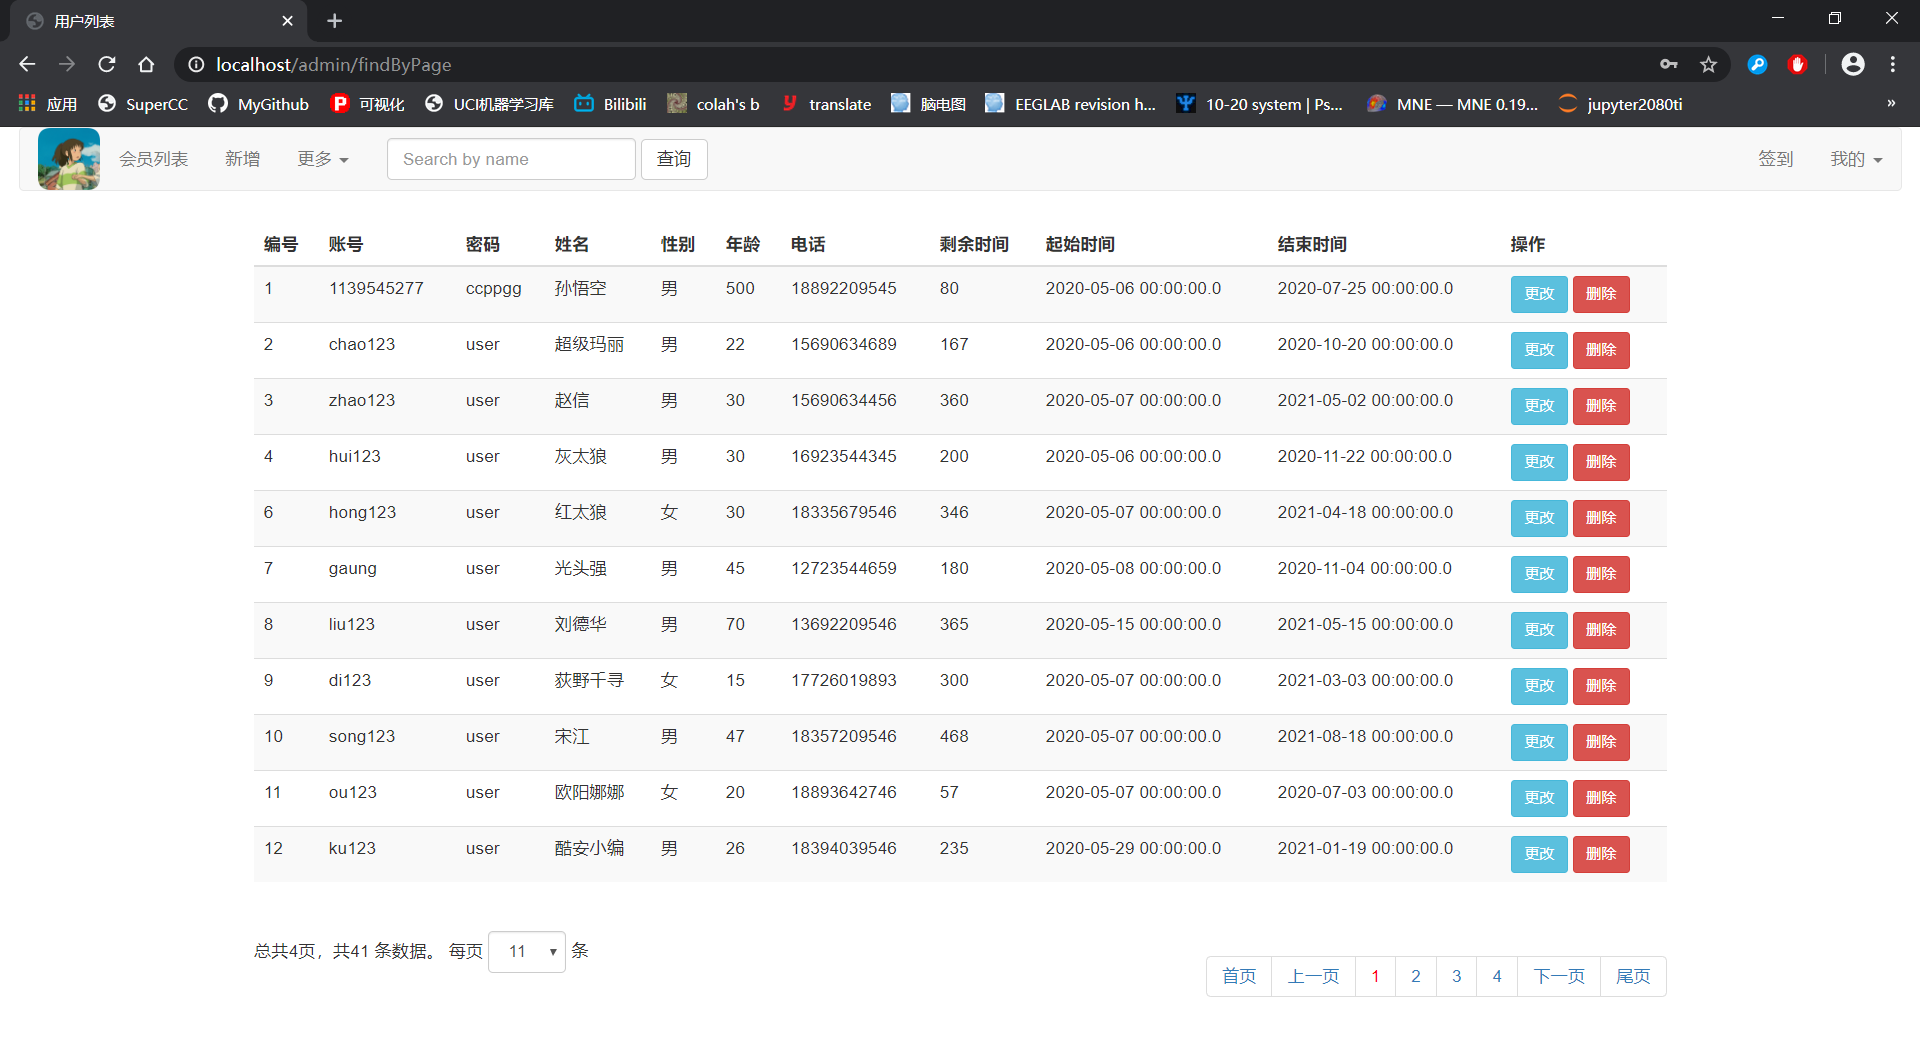 用户列表
localhost/admin/findByPage
应用 SuperCC MyGithub 可视化 UCI机器学习库 Bilibili colah's b translate 脑电图 EEGLAB revision h... 10-20 system | Ps... MNE — MNE 0.19... jupyter2080ti »
会员列表 新增 更多 Search by name 查询 签到 我的
编号 账号 密码 姓名 性别 年龄 电话 剩余时间 起始时间 结束时间 操作
1 1139545277 ccppgg 孙悟空 男 500 18892209545 80 2020-05-06 00:00:00.0 2020-07-25 00:00:00.0 更改 删除
2 chao123 user 超级玛丽 男 22 15690634689 167 2020-05-06 00:00:00.0 2020-10-20 00:00:00.0 更改 删除
3 zhao123 user 赵信 男 30 15690634456 360 2020-05-07 00:00:00.0 2021-05-02 00:00:00.0 更改 删除
4 hui123 user 灰太狼 男 30 16923544345 200 2020-05-06 00:00:00.0 2020-11-22 00:00:00.0 更改 删除
6 hong123 user 红太狼 女 30 18335679546 346 2020-05-07 00:00:00.0 2021-04-18 00:00:00.0 更改 删除
7 gaung user 光头强 男 45 12723544659 180 2020-05-08 00:00:00.0 2020-11-04 00:00:00.0 更改 删除
8 liu123 user 刘德华 男 70 13692209546 365 2020-05-15 00:00:00.0 2021-05-15 00:00:00.0 更改 删除
9 di123 user 荻野千寻 女 15 17726019893 300 2020-05-07 00:00:00.0 2021-03-03 00:00:00.0 更改 删除
10 song123 user 宋江 男 47 18357209546 468 2020-05-07 00:00:00.0 2021-08-18 00:00:00.0 更改 删除
11 ou123 user 欧阳娜娜 女 20 18893642746 57 2020-05-07 00:00:00.0 2020-07-03 00:00:00.0 更改 删除
12 ku123 user 酷安小编 男 26 18394039546 235 2020-05-29 00:00:00.0 2021-01-19 00:00:00.0 更改 删除
总共4页，共41 条数据。 每页 11 条
首页 上一页 1 2 3 4 下一页 尾页